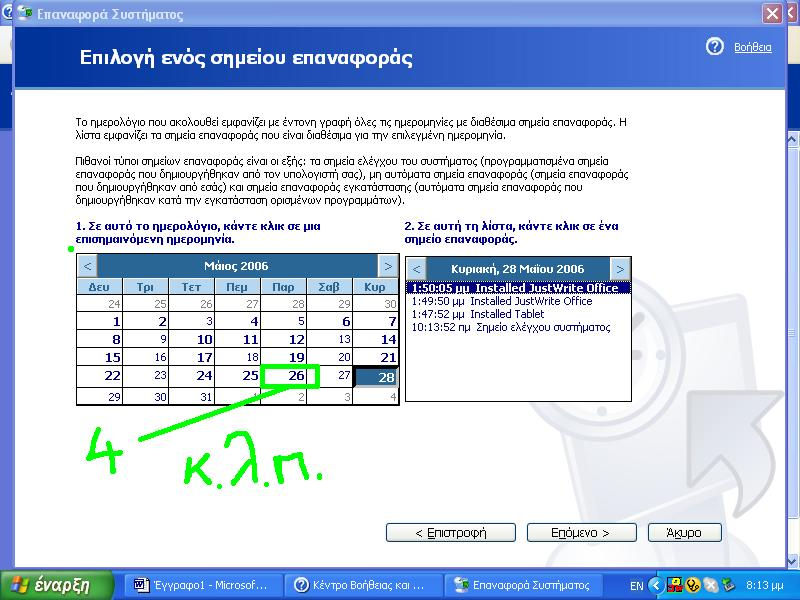 Επαναφορά Συστήματος
Επιλογή ενός σημείου επαναφοράς
Βοήθεια
Το ημερολόγιο που ακολουθεί εμφανίζει με έντονη γραφή όλες τις ημερομηνίες με διαθέσιμα σημεία επαναφοράς. Η
λίστα εμφανίζει τα σημεία επαναφοράς που είναι διαθέσιμα για την επιλεγμένη ημερομηνία.
Πιθανοί τύποι σημείων επαναφοράς είναι οι εξής: τα σημεία ελέγχου του συστήματος (προγραμματισμένα σημεία
επαναφοράς που δημιουργήθηκαν από τον υπολογιστή σας), μη αυτόματα σημεία επαναφοράς (σημεία επαναφοράς
που δημιουργήθηκαν από εσάς) και σημεία επαναφοράς εγκατάστασης (αυτόματα σημεία επαναφοράς που
δημιουργήθηκαν κατά την εγκατάσταση ορισμένων προγραμμάτων).
1. Σε αυτό το ημερολόγιο, κάντε κλικ σε μια
επισημαινόμενη ημερομηνία.
< Μάιος 2006 >
Δευ Τρι Τετ Πεμ Παρ Σαβ Κυρ
24 25 26 27 28 29 30
1 2 3 4 5 6 7
8 9 10 11 12 13 14
15 16 17 18 19 20 21
22 23 24 25 26 27 28
29 30 31 1 2 3 4
2. Σε αυτή τη λίστα, κάντε κλικ σε ένα
σημείο επαναφοράς.
< Κυριακή, 28 Μαΐου 2006 >
1:50:05 μμ Installed JustWrite Office
1:49:50 μμ Installed JustWrite Office
1:47:52 μμ Installed Tablet
10:13:52 πμ Σημείο ελέγχου συστήματος
4 κ.λ.π.
< Επιστροφή
Επόμενο >
Άκυρο
έναρξη
Έγγραφο1 - Microsof...
Κέντρο Βοήθειας και ...
Επαναφορά Συστήματος
EN
8:13 μμ